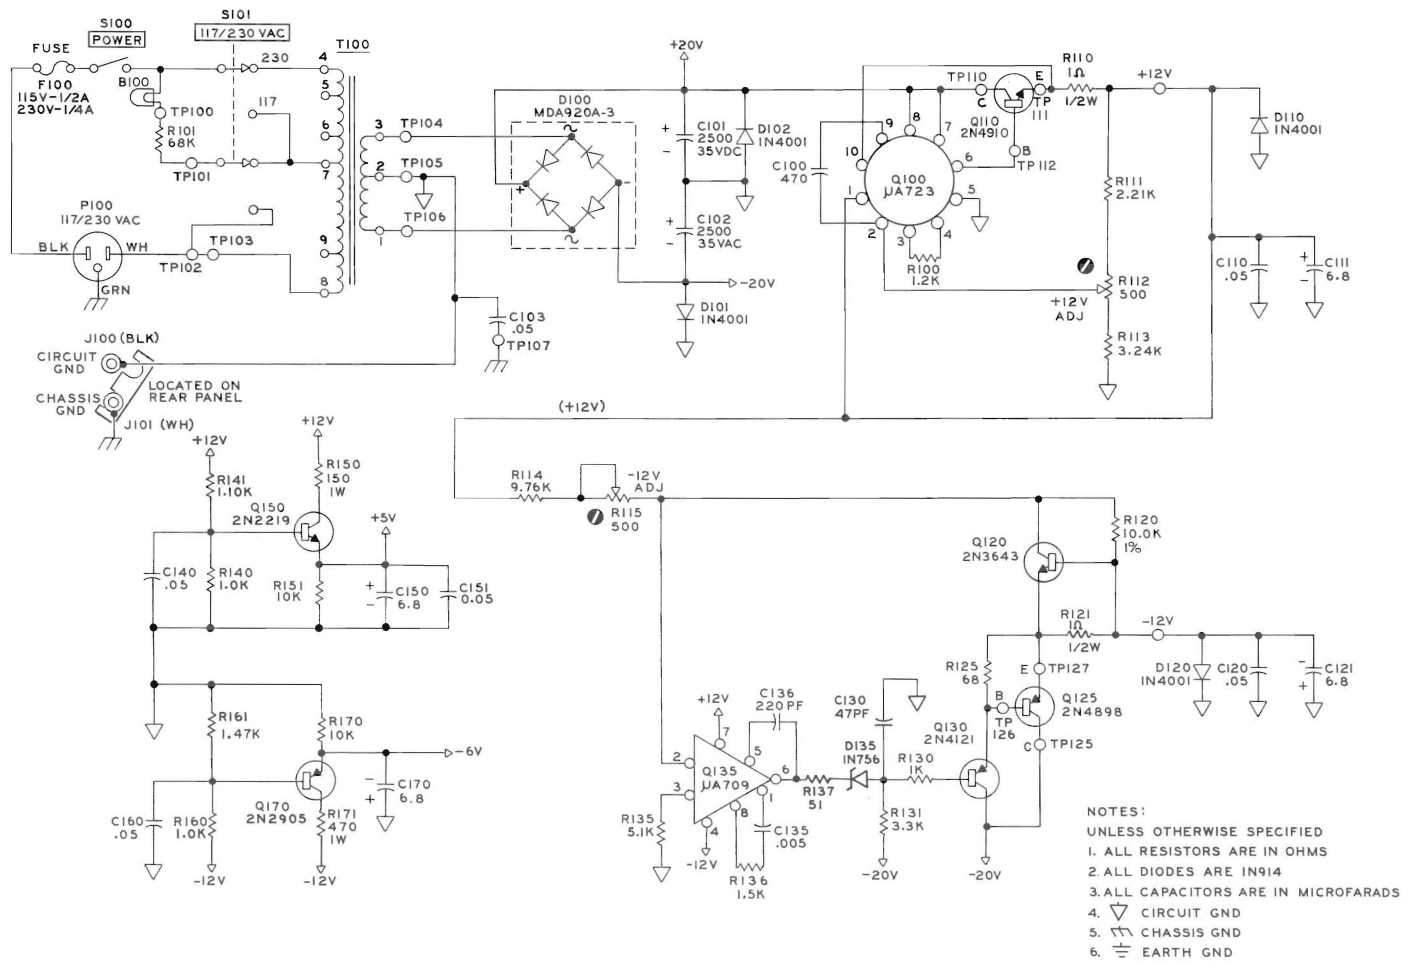 S100
POWER
S101
117/230 VAC
FUSE
F100
115V-1/2A
230V-1/4A
B100
TP100
R101
68K
TP101
230
117
T100
4
5
6
7
9
8
P100
117/230 VAC
BLK
WH
GRN
TP102
TP103
3
TP104
2
TP105
1
TP106
D100
MDA920A-3
+
-
~
~
C103
.05
TP107
J100 (BLK)
CIRCUIT
GND
CHASSIS
GND
LOCATED ON
REAR PANEL
J101 (WH)
+20V
+
-
C101
2500
35VDC
D102
IN4001
+
-
C102
2500
35VAC
-20V
D101
IN4001
C100
470
Q100
µA723
10
9
8
7
6
5
4
3
2
1
R100
1.2K
TP110
C
E
TP
111
Q110
2N4910
B
TP112
R110
1Ω
1/2W
+12V
D110
IN4001
R111
2.21K
R112
500
+12V
ADJ
R113
3.24K
C110
.05
+
-
C111
6.8
(+12V)
+12V
R141
1.10K
+12V
R150
150
1W
Q150
2N2219
+5V
C140
.05
R140
1.0K
R151
10K
+
-
C150
6.8
C151
0.05
R161
1.47K
R170
10K
-6V
Q170
2N2905
-
+
C170
6.8
C160
.05
R160
1.0K
R171
470
1W
-12V
-12V
R114
9.76K
-12V
ADJ
R115
500
Q120
2N3643
R120
10.0K
1%
R121
1Ω
1/2W
-12V
R125
68
E
TP127
B
TP
126
Q125
2N4898
C
TP125
D120
IN4001
C120
.05
-
+
C121
6.8
+12V
7
C136
220PF
5
2
3
Q135
µA709
6
1
8
4
R135
5.1K
-12V
C135
.005
R136
1.5K
R137
51
D135
IN756
C130
47PF
R130
1K
R131
3.3K
-20V
Q130
2N4121
-20V
NOTES:
UNLESS OTHERWISE SPECIFIED
1. ALL RESISTORS ARE IN OHMS
2. ALL DIODES ARE IN914
3. ALL CAPACITORS ARE IN MICROFARADS
4. CIRCUIT GND
5. CHASSIS GND
6. EARTH GND